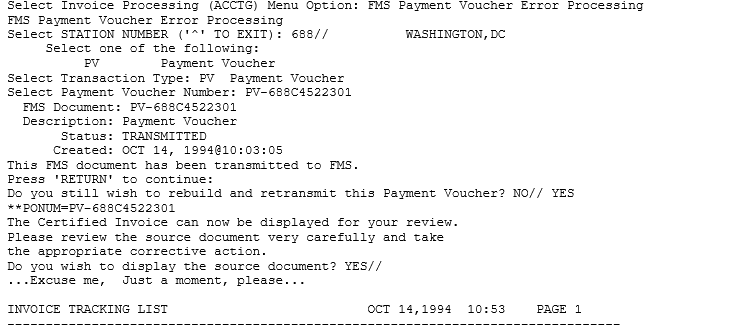 Select Invoice Processing (ACCTG) Menu Option: FMS Payment Voucher Error Processing
FMS Payment Voucher Error Processing
Select STATION NUMBER ('^' TO EXIT): 688//          WASHINGTON,DC
     Select one of the following:
          PV        Payment Voucher
Select Transaction Type: PV  Payment Voucher
Select Payment Voucher Number: PV-688C4522301
  FMS Document: PV-688C4522301
  Description: Payment Voucher
       Status: TRANSMITTED
      Created: OCT 14, 1994@10:03:05
This FMS document has been transmitted to FMS.
Press 'RETURN' to continue:
Do you still wish to rebuild and retransmit this Payment Voucher? NO// YES
**PONUM=PV-688C4522301
The Certified Invoice can now be displayed for your review.
Please review the source document very carefully and take
the appropriate corrective action.
Do you wish to display the source document? YES//
...Excuse me,  Just a moment, please...
INVOICE TRACKING LIST                          OCT 14,1994  10:53    PAGE 1
--------------------------------------------------------------------------------